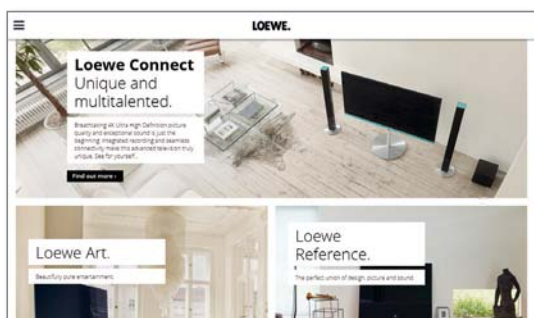 LOEWE.
Loewe Connect
Unique and
multitalented.
Breathtaking 4K Ultra High Definition picture
quality and exceptional sound is just the
beginning. Integrated recording and seamless
connectivity make this advanced television truly
unique. See for yourself...
Find out more ›
Loewe Art.
Beautifuly pure entertainment.
Loewe
Reference.
The perfect union of design, picture and sound.